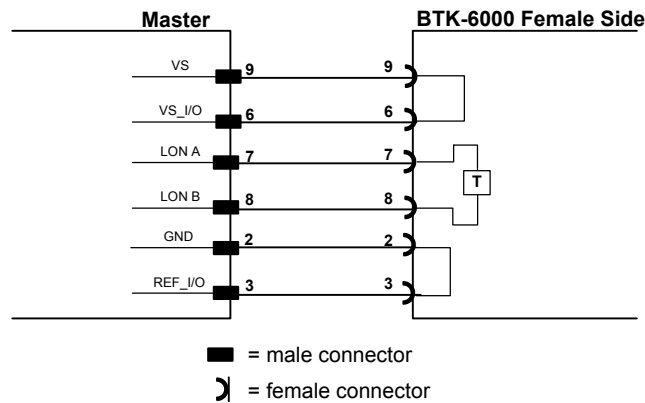 Master
BTK-6000 Female Side
VS
9
9
VS_I/O
6
6
LON A
7
7
T
LON B
8
8
GND
2
2
REF_I/O
3
3
= male connector
= female connector